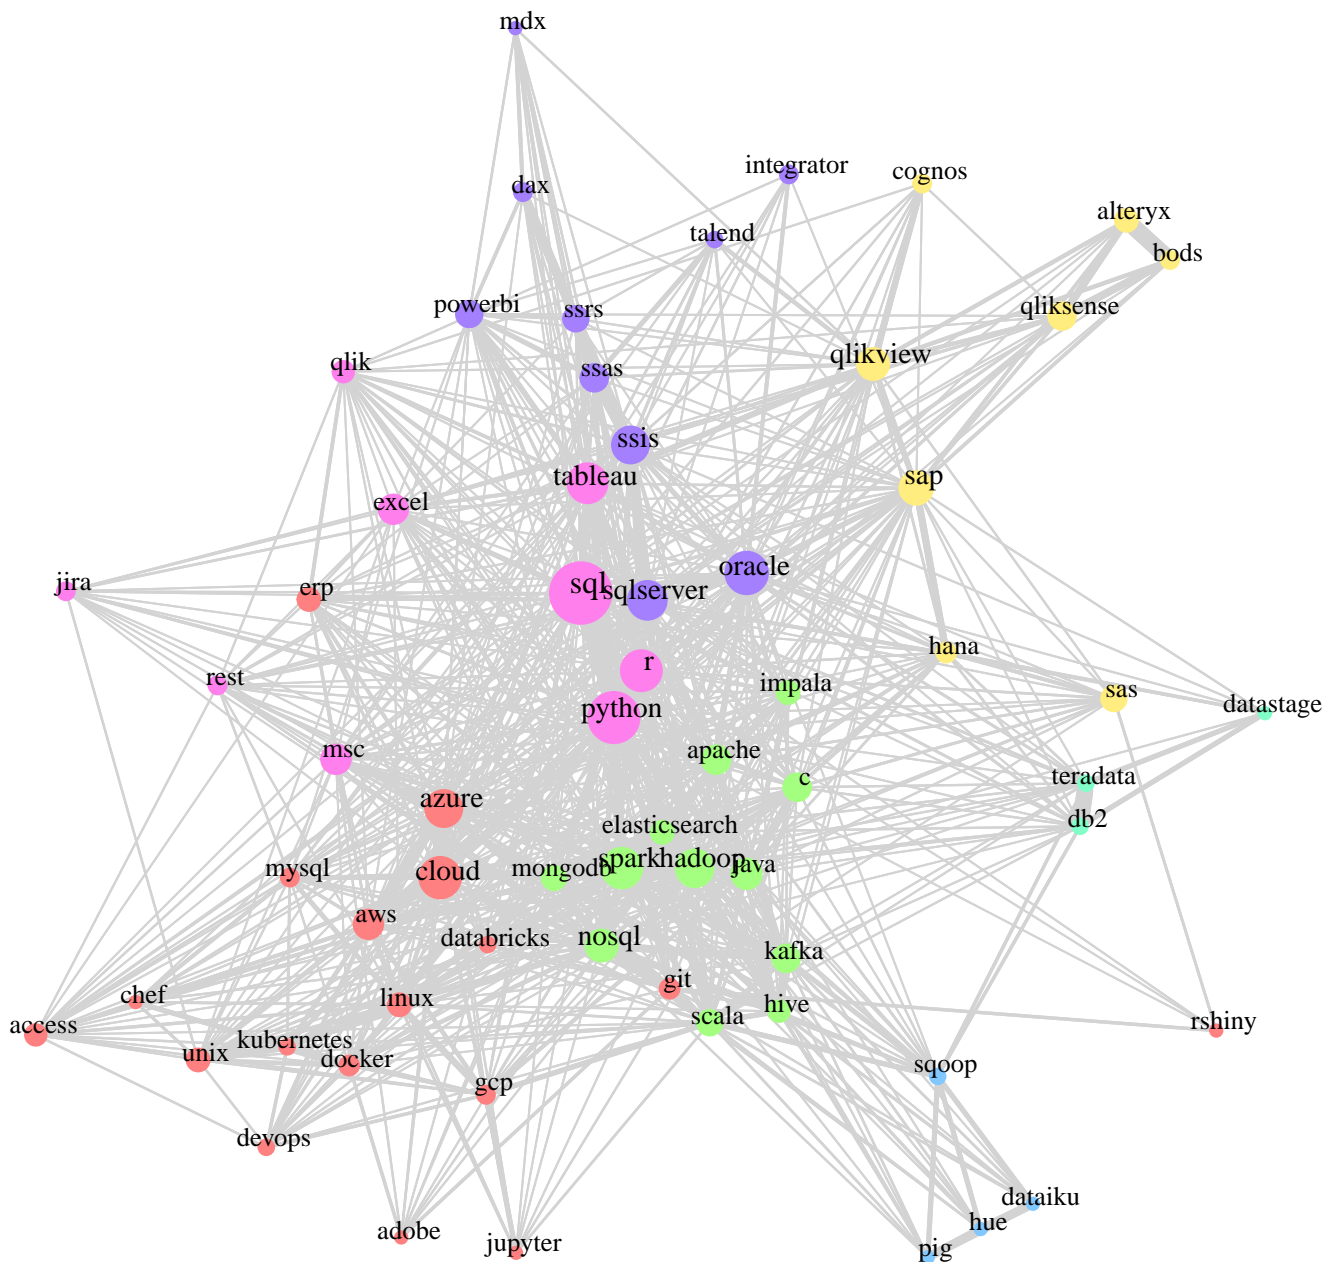 mdx
integrator
cognos
dax
alteryx
talend
bods
powerbi
ssrs
qliksense
qlik
ssas
qlikview
ssis
tableau
sap
excel
oracle
jira
erp
sql
sqlserver
rest
r
impala
hana
sas
datastage
python
msc
apache
c
teradata
azure
elasticsearch
db2
mysql
cloud
mongodb
spark
hadoop
java
aws
databricks
nosql
kafka
git
chef
linux
scala
hive
access
unix
kubernetes
docker
rshiny
gcp
sqoop
devops
adobe
jupyter
dataiku
hue
pig